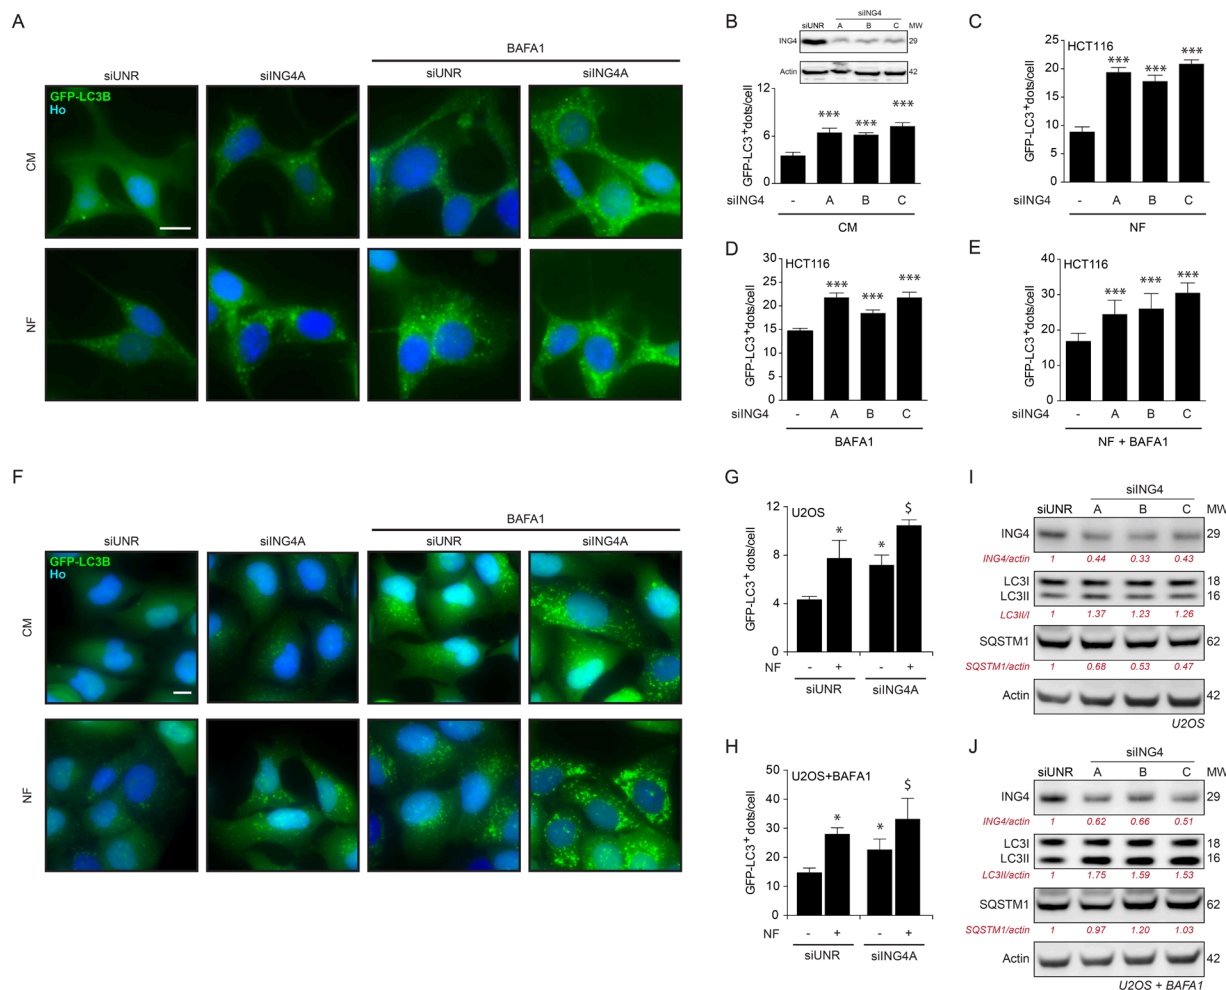 A
BAFA1
siUNR
siING4A
siUNR
siING4A
GFP-LC3B
Ho
CM
NF
B
siING4
siUNR
A
B
C
MW
ING4
29
Actin
42
GFP-LC3+dots/cell
12
9
6
3
0
***
***
***
siING4
-
A
B
C
CM
C
HCT116
GFP-LC3+dots/cell
25
20
15
10
5
0
***
***
***
siING4
-
A
B
C
NF
D
HCT116
GFP-LC3+dots/cell
30
25
20
15
10
5
0
***
***
***
siING4
-
A
B
C
BAFA1
E
HCT116
GFP-LC3+dots/cell
40
30
20
10
0
***
***
***
siING4
-
A
B
C
NF + BAFA1
F
BAFA1
siUNR
siING4A
siUNR
siING4A
GFP-LC3B
Ho
CM
NF
G
U2OS
GFP-LC3+ dots/cell
12
8
4
0
*
*
$
NF
-
+
-
+
siUNR
siING4A
H
U2OS+BAFA1
GFP-LC3+ dots/cell
50
40
30
20
10
0
*
*
$
NF
-
+
-
+
siUNR
siING4A
I
siING4
siUNR
A
B
C
MW
ING4
29
ING4/actin 1 0.44 0.33 0.43
LC3I
18
LC3II
16
LC3II/I 1 1.37 1.23 1.26
SQSTM1
62
SQSTM1/actin 1 0.68 0.53 0.47
Actin
42
U2OS
J
siING4
siUNR
A
B
C
MW
ING4
29
ING4/actin 1 0.62 0.66 0.51
LC3I
18
LC3II
16
LC3II/actin 1 1.75 1.59 1.53
SQSTM1
62
SQSTM1/actin 1 0.97 1.20 1.03
Actin
42
U2OS + BAFA1